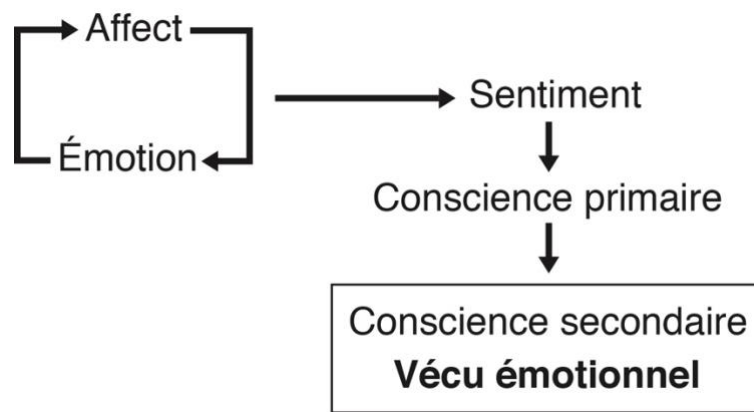 Affect
Sentiment
Émotion
Conscience primaire
Conscience secondaire
Vécu émotionnel